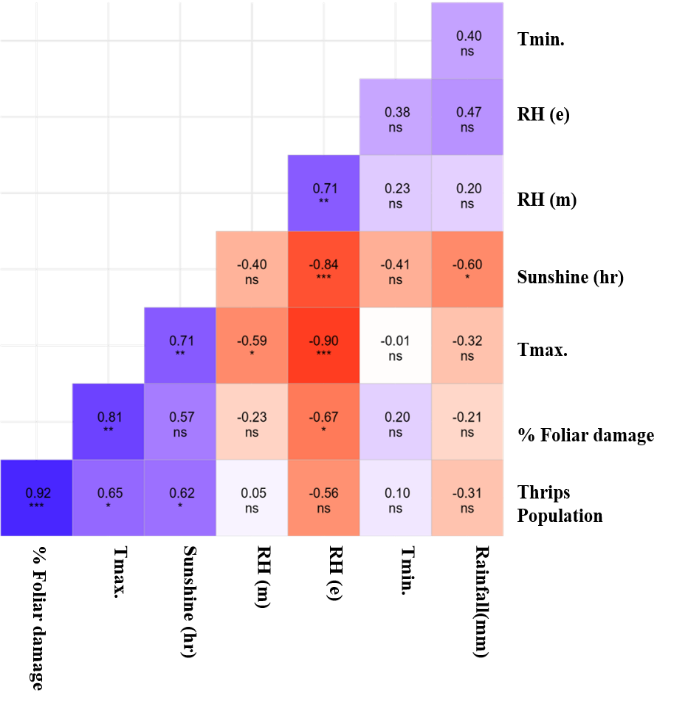 0.40
ns
Tmin.
0.38
ns
0.47
ns
RH (e)
0.71
**
0.23
ns
0.20
ns
RH (m)
-0.40
ns
-0.84
***
-0.41
ns
-0.60
*
Sunshine (hr)
0.71
**
-0.59
*
-0.90
***
-0.01
ns
-0.32
ns
Tmax.
0.81
**
0.57
ns
-0.23
ns
-0.67
*
0.20
ns
-0.21
ns
% Foliar damage
0.92
***
0.65
*
0.62
*
0.05
ns
-0.56
ns
0.10
ns
-0.31
ns
Thrips
Population
% Foliar damage
Tmax.
Sunshine (hr)
RH (m)
RH (e)
Tmin.
Rainfall(mm)